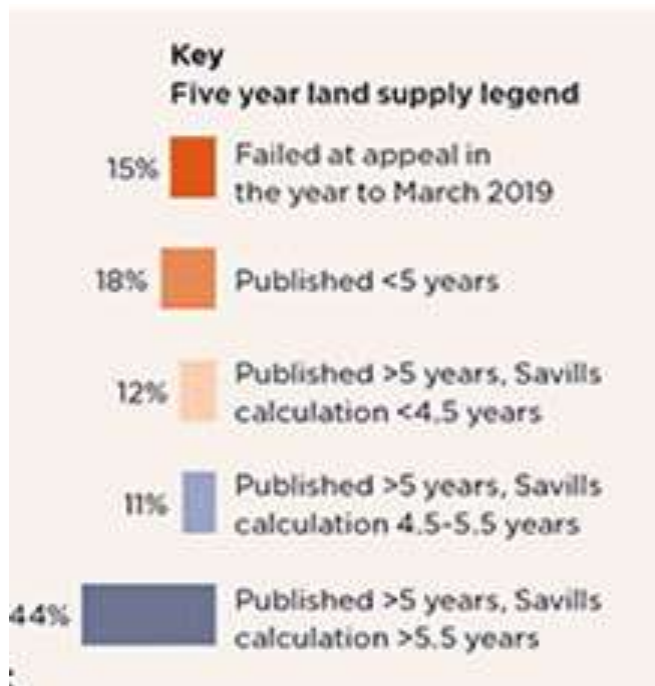 Key
Five year land supply legend
15%
Failed at appeal in
the year to March 2019
18%
Published <5 years
12%
Published >5 years, Savills
calculation <4.5 years
11%
Published >5 years, Savills
calculation 4.5-5.5 years
44%
Published >5 years, Savills
calculation >5.5 years